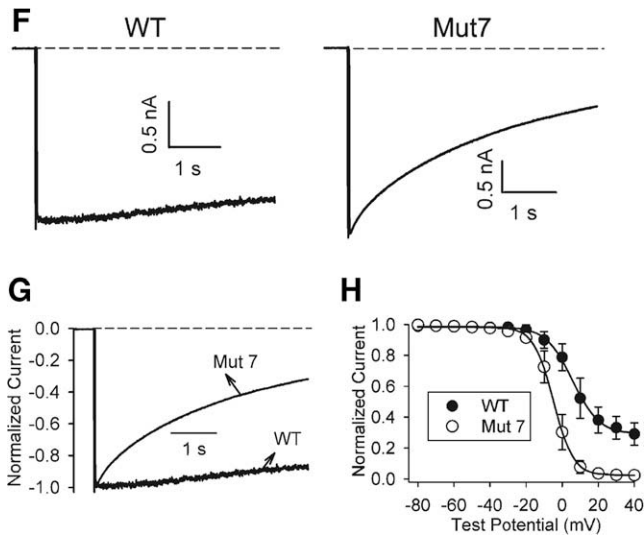 F
WT
Mut7
0.5 nA
1 s
0.5 nA
1 s
G
Normalized Current
0.0
-0.2
-0.4
-0.6
-0.8
-1.0
Mut 7
1 s
WT
H
Normalized Current
1.0
0.8
0.6
0.4
0.2
0.0
WT
Mut 7
-80 -60 -40 -20 0 20 40
Test Potential (mV)